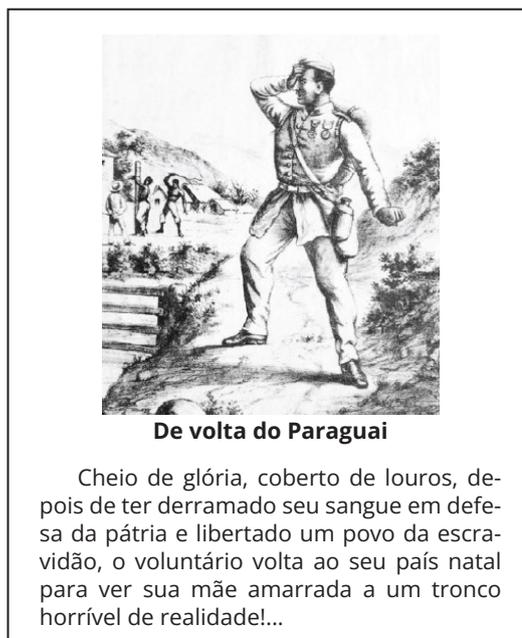 De volta do Paraguai
Cheio de glória, coberto de louros, de-
pois de ter derramado seu sangue em defe-
sa da pátria e libertado um povo da escra-
vidão, o voluntário volta ao seu país natal
para ver sua mãe amarrada a um tronco
horrível de realidade!...